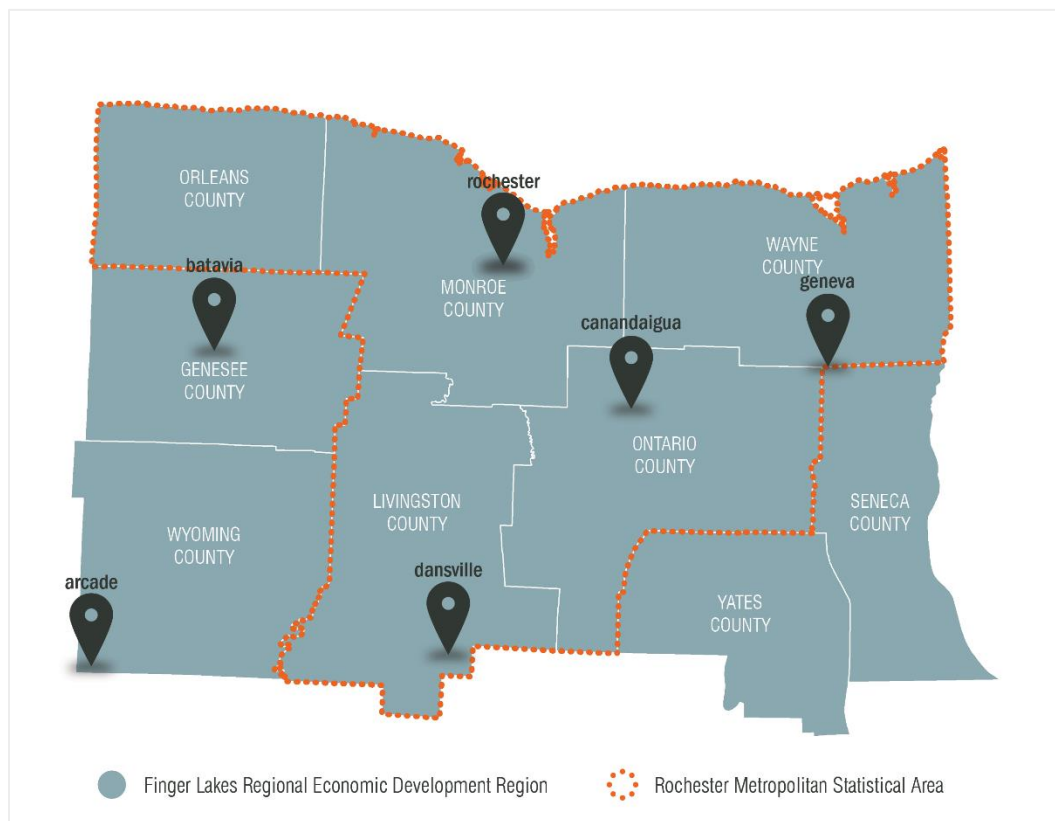 ORLEANS
COUNTY
rochester
WAYNE
COUNTY
batavia
MONROE
COUNTY
geneva
canandaigua
GENESEE
COUNTY
ONTARIO
COUNTY
LIVINGSTON
COUNTY
SENECA
COUNTY
WYOMING
COUNTY
arcade
dansville
YATES
COUNTY
Finger Lakes Regional Economic Development Region
Rochester Metropolitan Statistical Area